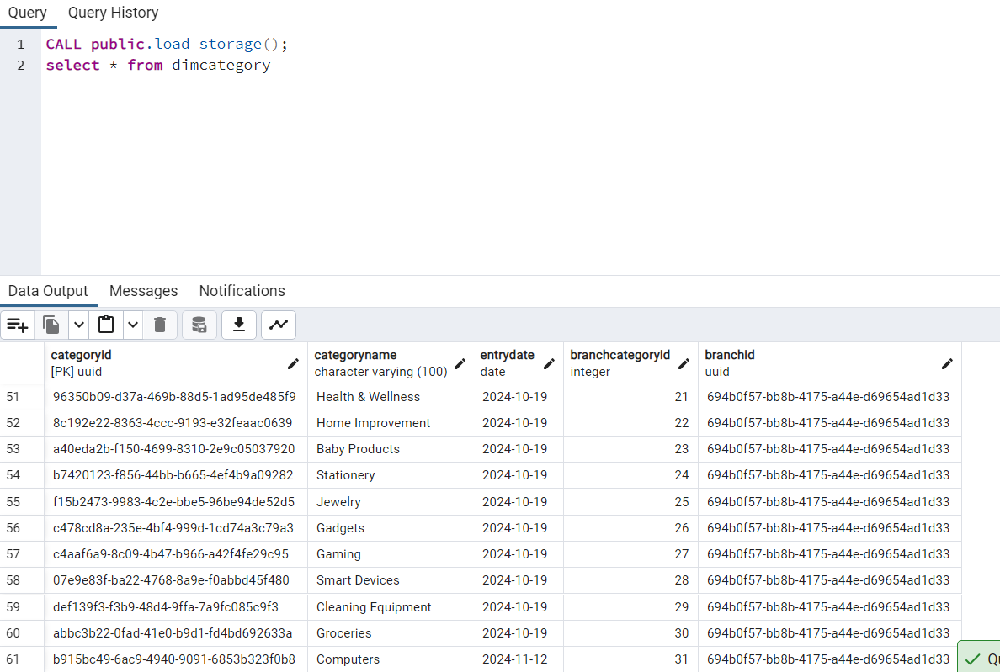 Query Query History
1 CALL public.load_storage();
2 select * from dimcategory
Data Output Messages Notifications
categoryid categoryname entrydate branchcategoryid branchid
[PK] uuid character varying (100) date integer uuid
51 96350b09-d37a-469b-88d5-1ad95de485f9 Health & Wellness 2024-10-19 21 694b0f57-bb8b-4175-a44e-d69654ad1d33
52 8c192e22-8363-4ccc-9193-e32feaac0639 Home Improvement 2024-10-19 22 694b0f57-bb8b-4175-a44e-d69654ad1d33
53 a40eda2b-f150-4699-8310-2e9c05037920 Baby Products 2024-10-19 23 694b0f57-bb8b-4175-a44e-d69654ad1d33
54 b7420123-f856-44bb-b665-4ef4b9a09282 Stationery 2024-10-19 24 694b0f57-bb8b-4175-a44e-d69654ad1d33
55 f15b2473-9983-4c2e-bbe5-96be94de52d5 Jewelry 2024-10-19 25 694b0f57-bb8b-4175-a44e-d69654ad1d33
56 c478cd8a-235e-4bf4-999d-1cd74a3c79a3 Gadgets 2024-10-19 26 694b0f57-bb8b-4175-a44e-d69654ad1d33
57 c4aaf6a9-8c09-4b47-b966-a42f4fe29c95 Gaming 2024-10-19 27 694b0f57-bb8b-4175-a44e-d69654ad1d33
58 07e9e83f-ba22-4768-8a9e-f0abbd45f480 Smart Devices 2024-10-19 28 694b0f57-bb8b-4175-a44e-d69654ad1d33
59 def139f3-f3b9-48d4-9ffa-7a9fc085c9f3 Cleaning Equipment 2024-10-19 29 694b0f57-bb8b-4175-a44e-d69654ad1d33
60 abbc3b22-0fad-41e0-b9d1-fd4bd692633a Groceries 2024-10-19 30 694b0f57-bb8b-4175-a44e-d69654ad1d33
61 b915bc49-6ac9-4940-9091-6853b323f0b8 Computers 2024-11-12 31 694b0f57-bb8b-4175-a44e-d69654ad1d33